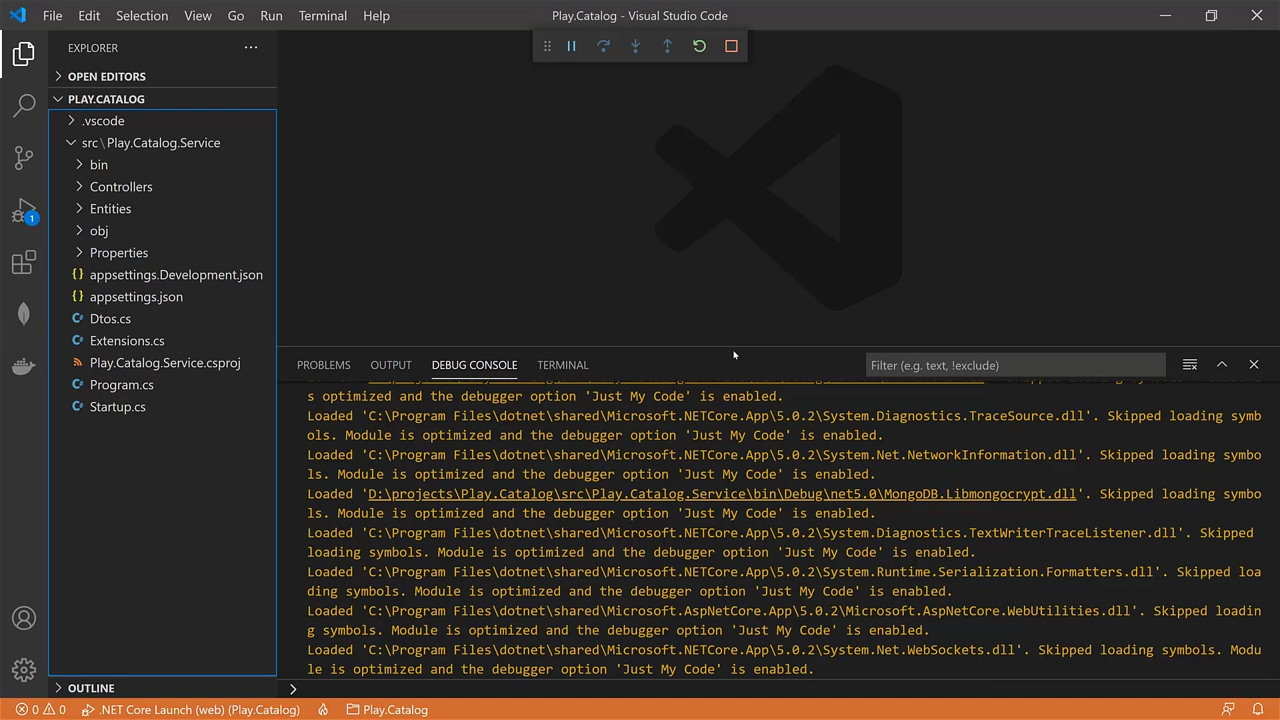 File Edit Selection View Go Run Terminal Help
Play.Catalog - Visual Studio Code
EXPLORER
OPEN EDITORS
PLAY.CATALOG
.vscode
src\Play.Catalog.Service
bin
Controllers
Entities
obj
Properties
{} appsettings.Development.json
{} appsettings.json
Dtos.cs
Extensions.cs
Play.Catalog.Service.csproj
Program.cs
Startup.cs
OUTLINE
1
PROBLEMS OUTPUT DEBUG CONSOLE TERMINAL
Filter (e.g. text, !exclude)
s optimized and the debugger option 'Just My Code' is enabled.
Loaded 'C:\Program Files\dotnet\shared\Microsoft.NETCore.App\5.0.2\System.Diagnostics.TraceSource.dll'. Skipped loading symb
ols. Module is optimized and the debugger option 'Just My Code' is enabled.
Loaded 'C:\Program Files\dotnet\shared\Microsoft.NETCore.App\5.0.2\System.Net.NetworkInformation.dll'. Skipped loading symbo
ls. Module is optimized and the debugger option 'Just My Code' is enabled.
Loaded 'D:\projects\Play.Catalog\src\Play.Catalog.Service\bin\Debug\net5.0\MongoDB.Libmongocrypt.dll'. Skipped loading symbo
ls. Module is optimized and the debugger option 'Just My Code' is enabled.
Loaded 'C:\Program Files\dotnet\shared\Microsoft.NETCore.App\5.0.2\System.Diagnostics.TextWriterTraceListener.dll'. Skipped
loading symbols. Module is optimized and the debugger option 'Just My Code' is enabled.
Loaded 'C:\Program Files\dotnet\shared\Microsoft.NETCore.App\5.0.2\System.Runtime.Serialization.Formatters.dll'. Skipped loa
ding symbols. Module is optimized and the debugger option 'Just My Code' is enabled.
Loaded 'C:\Program Files\dotnet\shared\Microsoft.AspNetCore.App\5.0.2\Microsoft.AspNetCore.WebUtilities.dll'. Skipped loadin
g symbols. Module is optimized and the debugger option 'Just My Code' is enabled.
Loaded 'C:\Program Files\dotnet\shared\Microsoft.NETCore.App\5.0.2\System.Net.WebSockets.dll'. Skipped loading symbols. Modu
le is optimized and the debugger option 'Just My Code' is enabled.
0 0 .NET Core Launch (web) (Play.Catalog) Play.Catalog